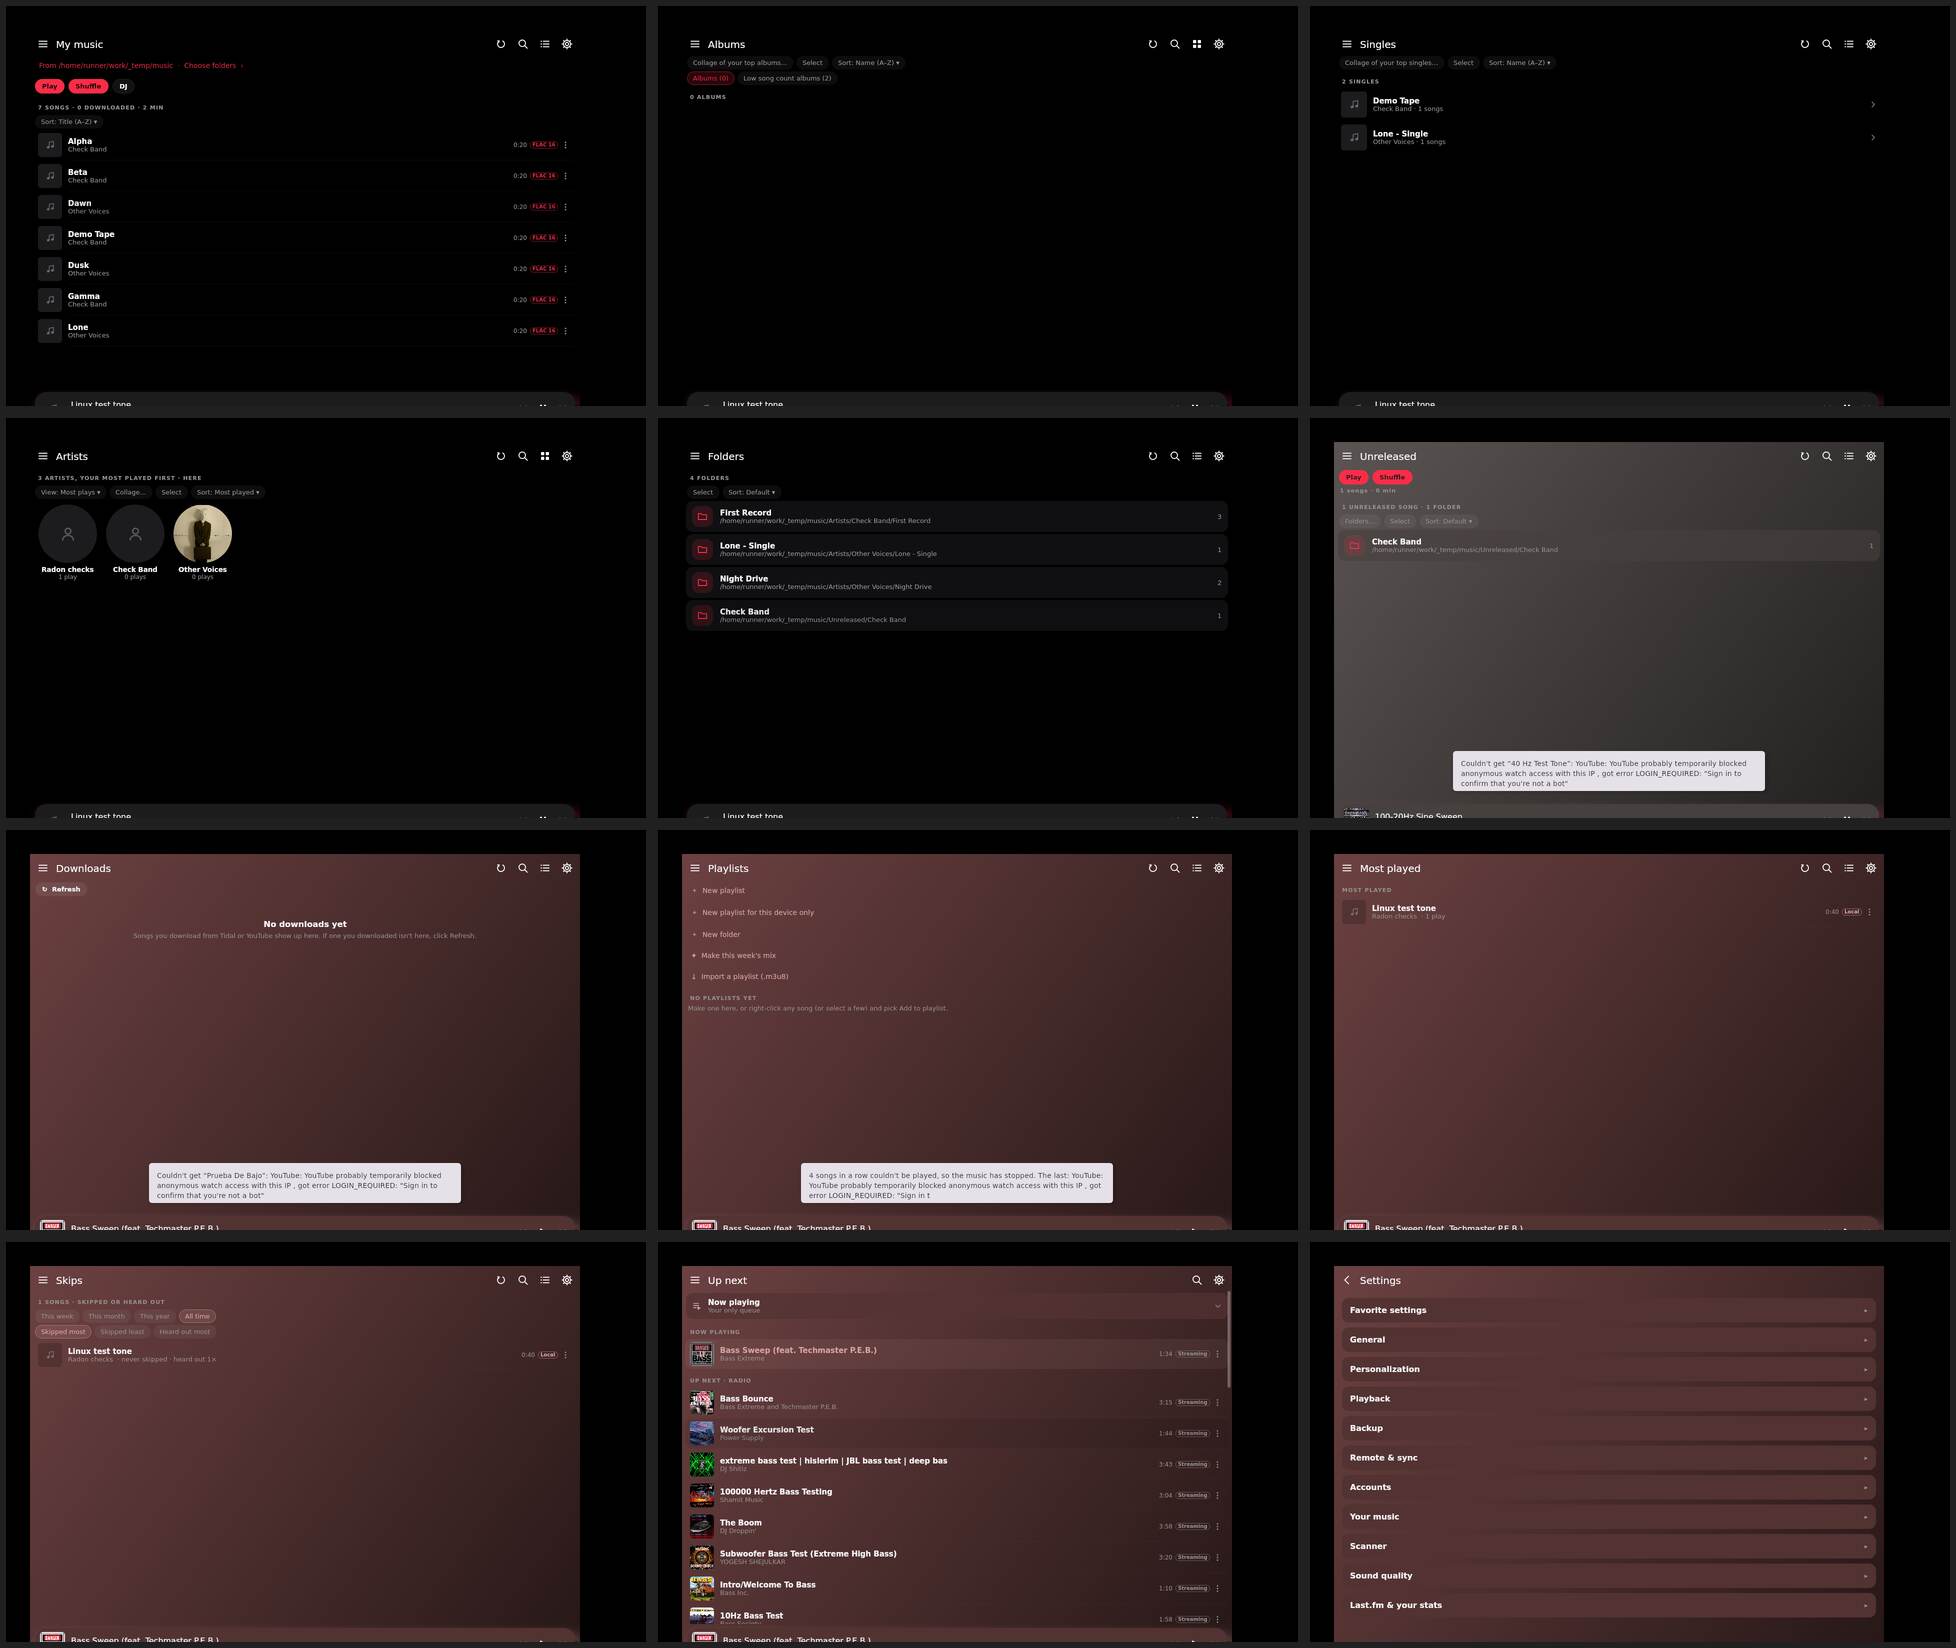 My music
From /home/runner/work/_temp/music · Choose folders ›
Play Shuffle DJ
7 SONGS · 0 DOWNLOADED · 2 MIN
Sort: Title (A–Z) ▾
Alpha
Check Band
0:20 FLAC 16
Beta
Check Band
0:20 FLAC 16
Dawn
Other Voices
0:20 FLAC 16
Demo Tape
Check Band
0:20 FLAC 16
Dusk
Other Voices
0:20 FLAC 16
Gamma
Check Band
0:20 FLAC 16
Lone
Other Voices
0:20 FLAC 16
Linux test tone
Albums
Collage of your top albums... Select Sort: Name (A–Z) ▾
Albums (0) Low song count albums (2)
0 ALBUMS
Linux test tone
Singles
Collage of your top singles... Select Sort: Name (A–Z) ▾
2 SINGLES
Demo Tape
Check Band · 1 songs
Lone - Single
Other Voices · 1 songs
Linux test tone
Artists
3 ARTISTS, YOUR MOST PLAYED FIRST · HERE
View: Most plays ▾ Collage... Select Sort: Most played ▾
Radon checks
1 play
Check Band
0 plays
Other Voices
0 plays
Linux test tone
Folders
4 FOLDERS
Select Sort: Default ▾
First Record
/home/runner/work/_temp/music/Artists/Check Band/First Record
3
Lone - Single
/home/runner/work/_temp/music/Artists/Other Voices/Lone - Single
1
Night Drive
/home/runner/work/_temp/music/Artists/Other Voices/Night Drive
2
Check Band
/home/runner/work/_temp/music/Unreleased/Check Band
1
Linux test tone
Unreleased
Play Shuffle
1 songs · 0 min
1 UNRELEASED SONG · 1 FOLDER
Folders... Select Sort: Default ▾
Check Band
/home/runner/work/_temp/music/Unreleased/Check Band
1
Couldn't get "40 Hz Test Tone": YouTube: YouTube probably temporarily blocked
anonymous watch access with this IP , got error LOGIN_REQUIRED: "Sign in to
confirm that you're not a bot"
100-20Hz Sine Sweep
Downloads
↻ Refresh
No downloads yet
Songs you download from Tidal or YouTube show up here. If one you downloaded isn't here, click Refresh.
Couldn't get "Prueba De Bajo": YouTube: YouTube probably temporarily blocked
anonymous watch access with this IP , got error LOGIN_REQUIRED: "Sign in to
confirm that you're not a bot"
Bass Sweep (feat. Techmaster P.E.B.)
Playlists
+ New playlist
+ New playlist for this device only
+ New folder
✦ Make this week's mix
↓ Import a playlist (.m3u8)
NO PLAYLISTS YET
Make one here, or right-click any song (or select a few) and pick Add to playlist.
4 songs in a row couldn't be played, so the music has stopped. The last: YouTube:
YouTube probably temporarily blocked anonymous watch access with this IP , got
error LOGIN_REQUIRED: "Sign in t
Bass Sweep (feat. Techmaster P.E.B.)
Most played
MOST PLAYED
Linux test tone
Radon checks · 1 play
0:40 Local
Bass Sweep (feat. Techmaster P.E.B.)
Skips
1 SONGS · SKIPPED OR HEARD OUT
This week This month This year All time
Skipped most Skipped least Heard out most
Linux test tone
Radon checks · never skipped · heard out 1×
0:40 Local
Bass Sweep (feat. Techmaster P.E.B.)
Up next
Now playing
Your only queue
NOW PLAYING
Bass Sweep (feat. Techmaster P.E.B.)
Bass Extreme
1:34 Streaming
UP NEXT · RADIO
Bass Bounce
Bass Extreme and Techmaster P.E.B.
3:15 Streaming
Woofer Excursion Test
Power Supply
1:44 Streaming
extreme bass test | hislerim | JBL bass test | deep bas
DJ Shiliz
3:43 Streaming
100000 Hertz Bass Testing
Shamit Music
3:04 Streaming
The Boom
DJ Droppin'
3:58 Streaming
Subwoofer Bass Test (Extreme High Bass)
YOGESH SHEJULKAR
3:20 Streaming
Intro/Welcome To Bass
Bass Inc.
1:10 Streaming
10Hz Bass Test
Bass Society
1:58 Streaming
Bass Sweep (feat. Techmaster P.E.B.)
Settings
Favorite settings
General
Personalization
Playback
Backup
Remote & sync
Accounts
Your music
Scanner
Sound quality
Last.fm & your stats